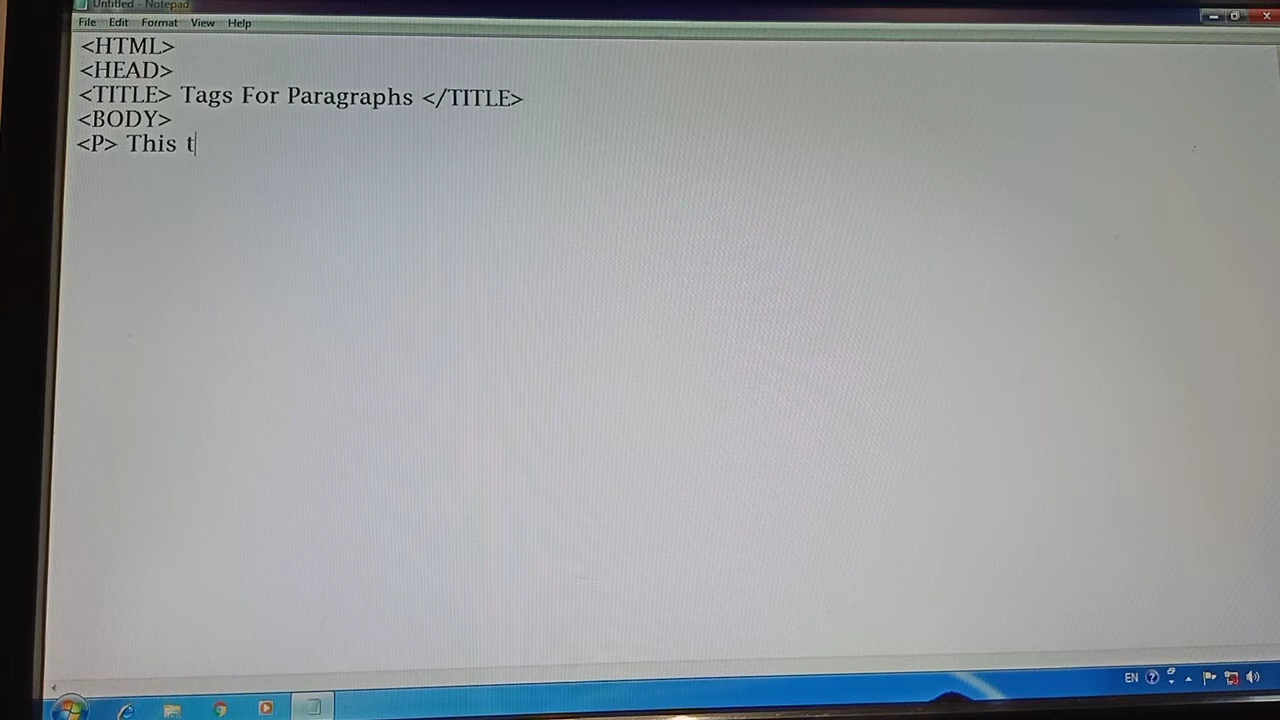 Untitled - Notepad
File Edit Format View Help
<HTML>
<HEAD>
<TITLE> Tags For Paragraphs </TITLE>
<BODY>
<P> This t
EN